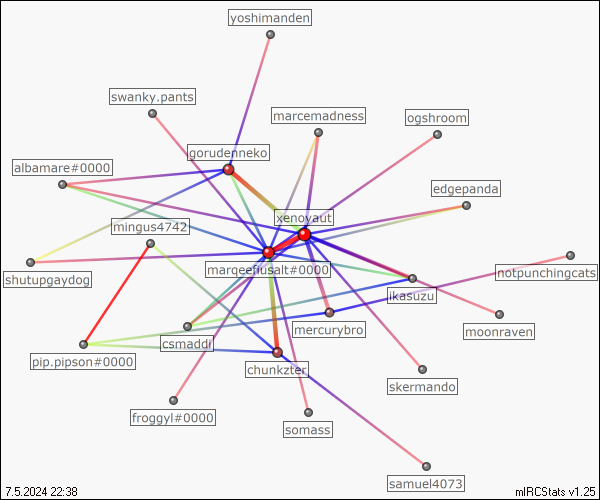 yoshimanden
swanky.pants
marcemadness
ogshroom
gorudenneko
albamare#0000
edgepanda
xenoyaut
mingus4742
marqeefiusalt#0000
notpunchingcats
shutupgaydog
ikasuzu
mercurybro
moonraven
csmaddi
pip.pipson#0000
chunkzter
skermando
froggyl#0000
somass
samuel4073
7.5.2024 22:38
mIRCStats v1.25